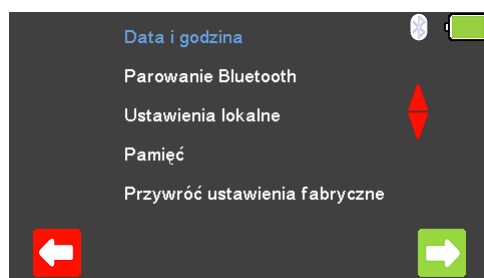 Data i godzina
Parowanie Bluetooth
Ustawienia lokalne
Pamięć
Przywróć ustawienia fabryczne